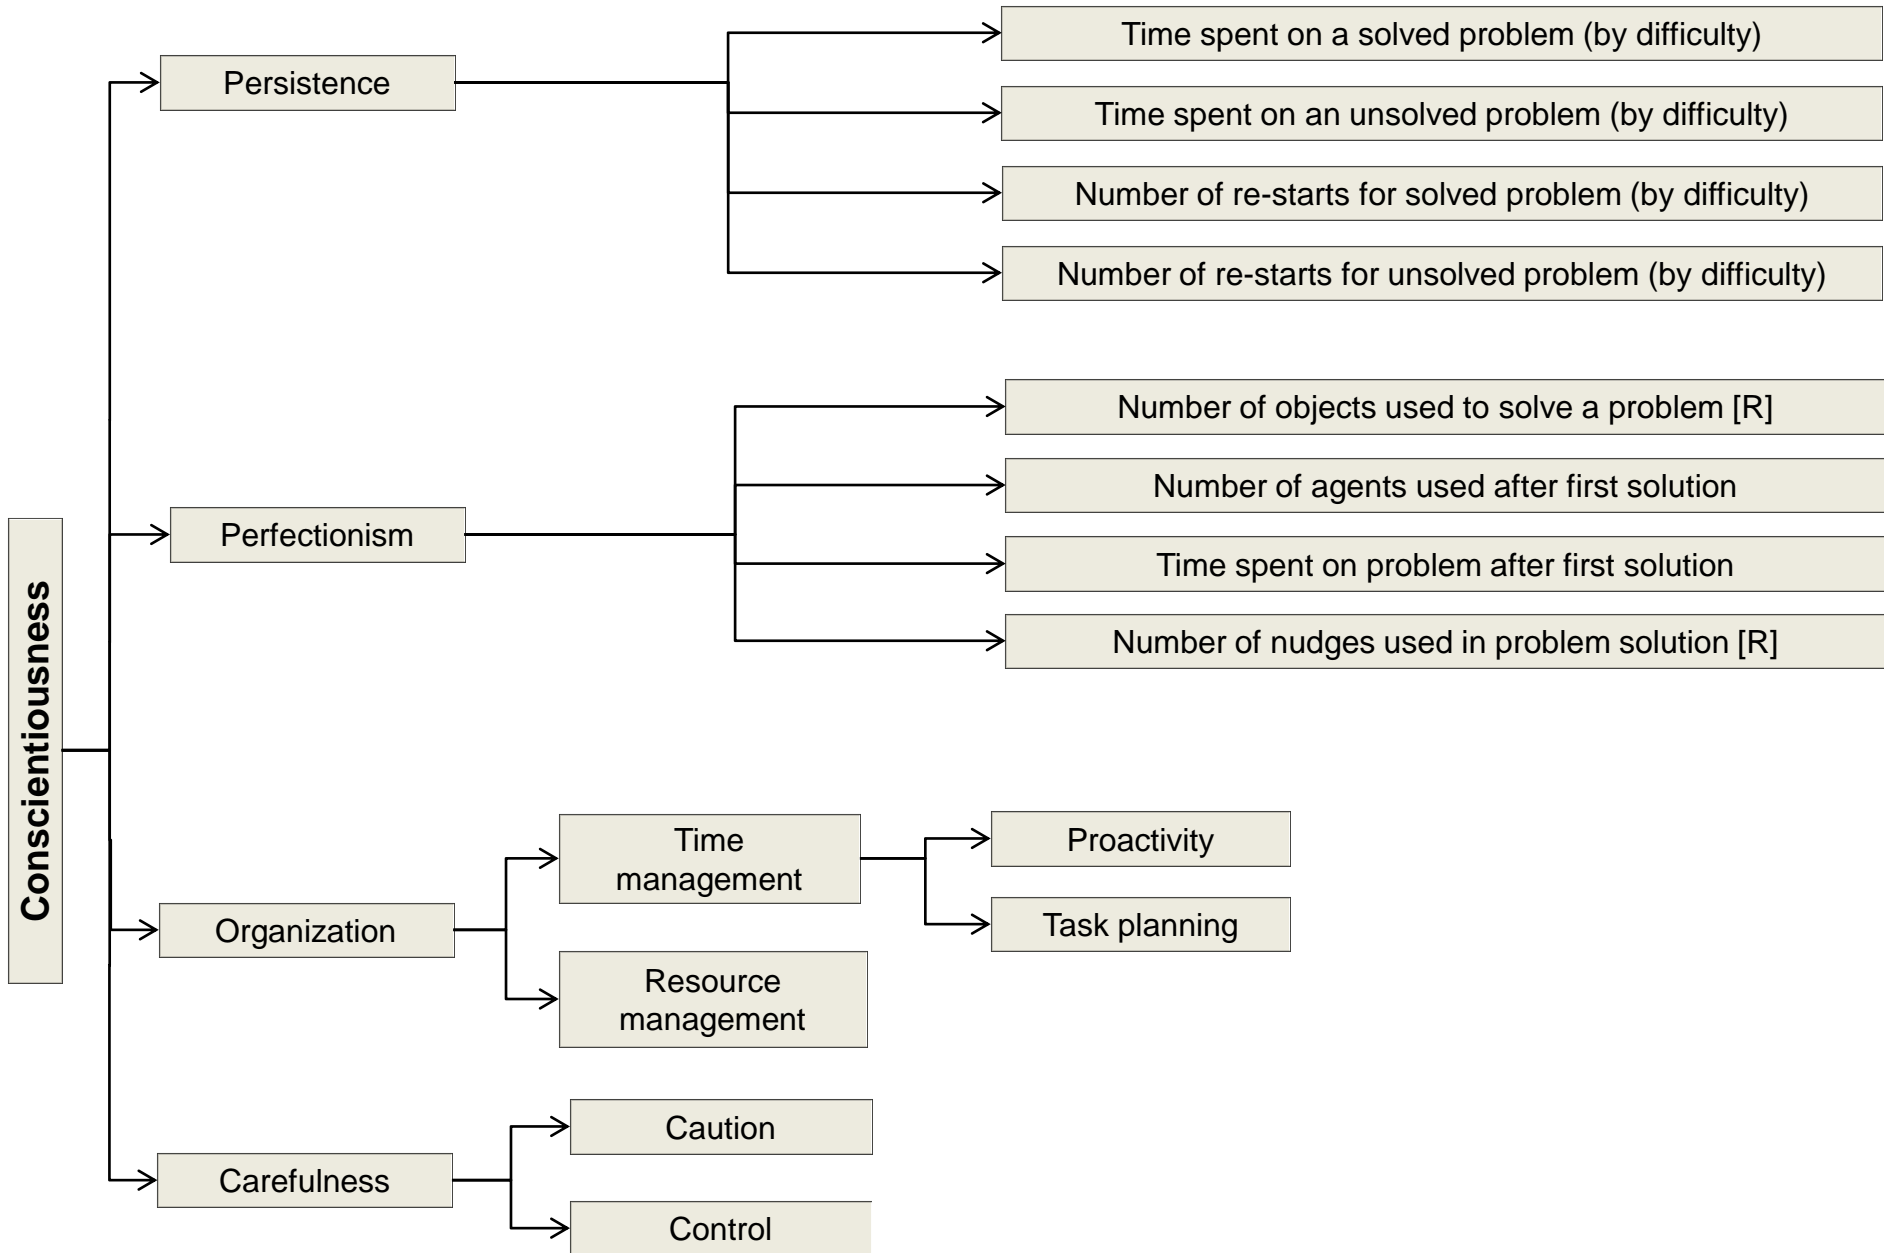 Conscientiousness
Persistence
Time spent on a solved problem (by difficulty)
Time spent on an unsolved problem (by difficulty)
Number of re-starts for solved problem (by difficulty)
Number of re-starts for unsolved problem (by difficulty)
Perfectionism
Number of objects used to solve a problem [R]
Number of agents used after first solution
Time spent on problem after first solution
Number of nudges used in problem solution [R]
Organization
Time
management
Proactivity
Task planning
Resource
management
Carefulness
Caution
Control